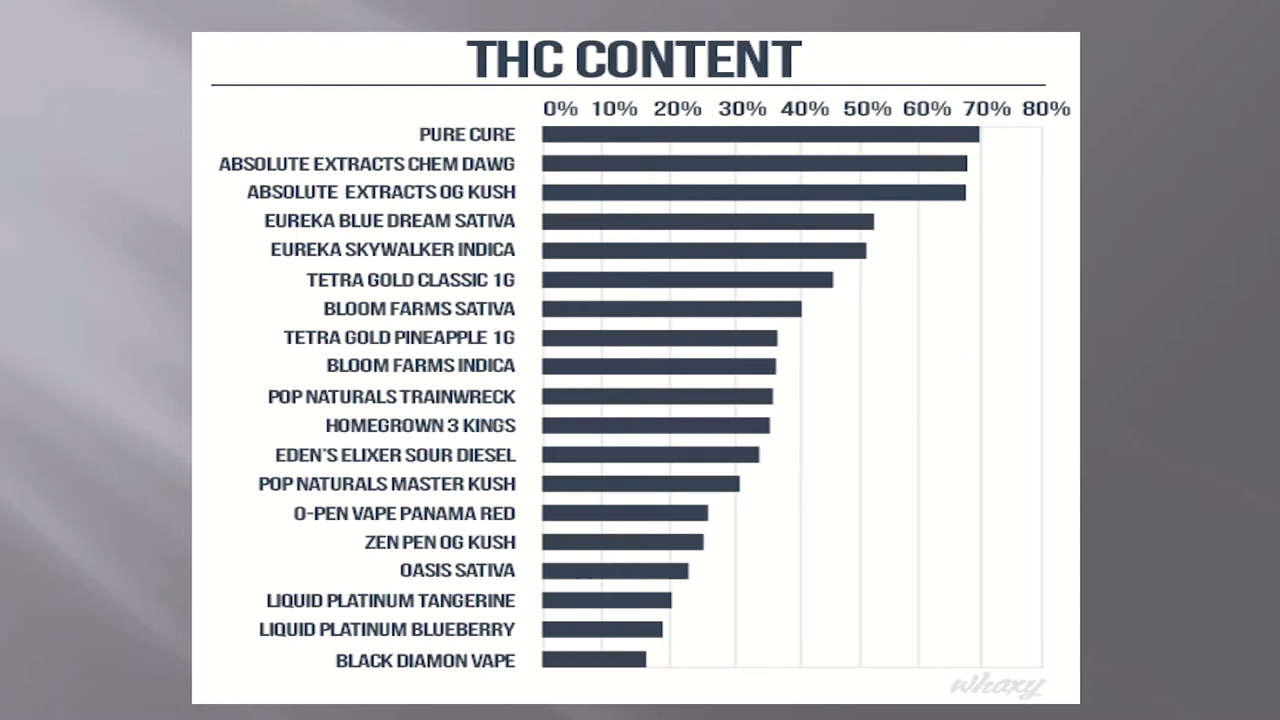 THC CONTENT
0% 10% 20% 30% 40% 50% 60% 70% 80%
PURE CURE
ABSOLUTE EXTRACTS CHEM DAWG
ABSOLUTE EXTRACTS OG KUSH
EUREKA BLUE DREAM SATIVA
EUREKA SKYWALKER INDICA
TETRA GOLD CLASSIC 1G
BLOOM FARMS SATIVA
TETRA GOLD PINEAPPLE 1G
BLOOM FARMS INDICA
POP NATURALS TRAINWRECK
HOMEGROWN 3 KINGS
EDEN'S ELIXER SOUR DIESEL
POP NATURALS MASTER KUSH
O-PEN VAPE PANAMA RED
ZEN PEN OG KUSH
OASIS SATIVA
LIQUID PLATINUM TANGERINE
LIQUID PLATINUM BLUEBERRY
BLACK DIAMON VAPE
whaxy